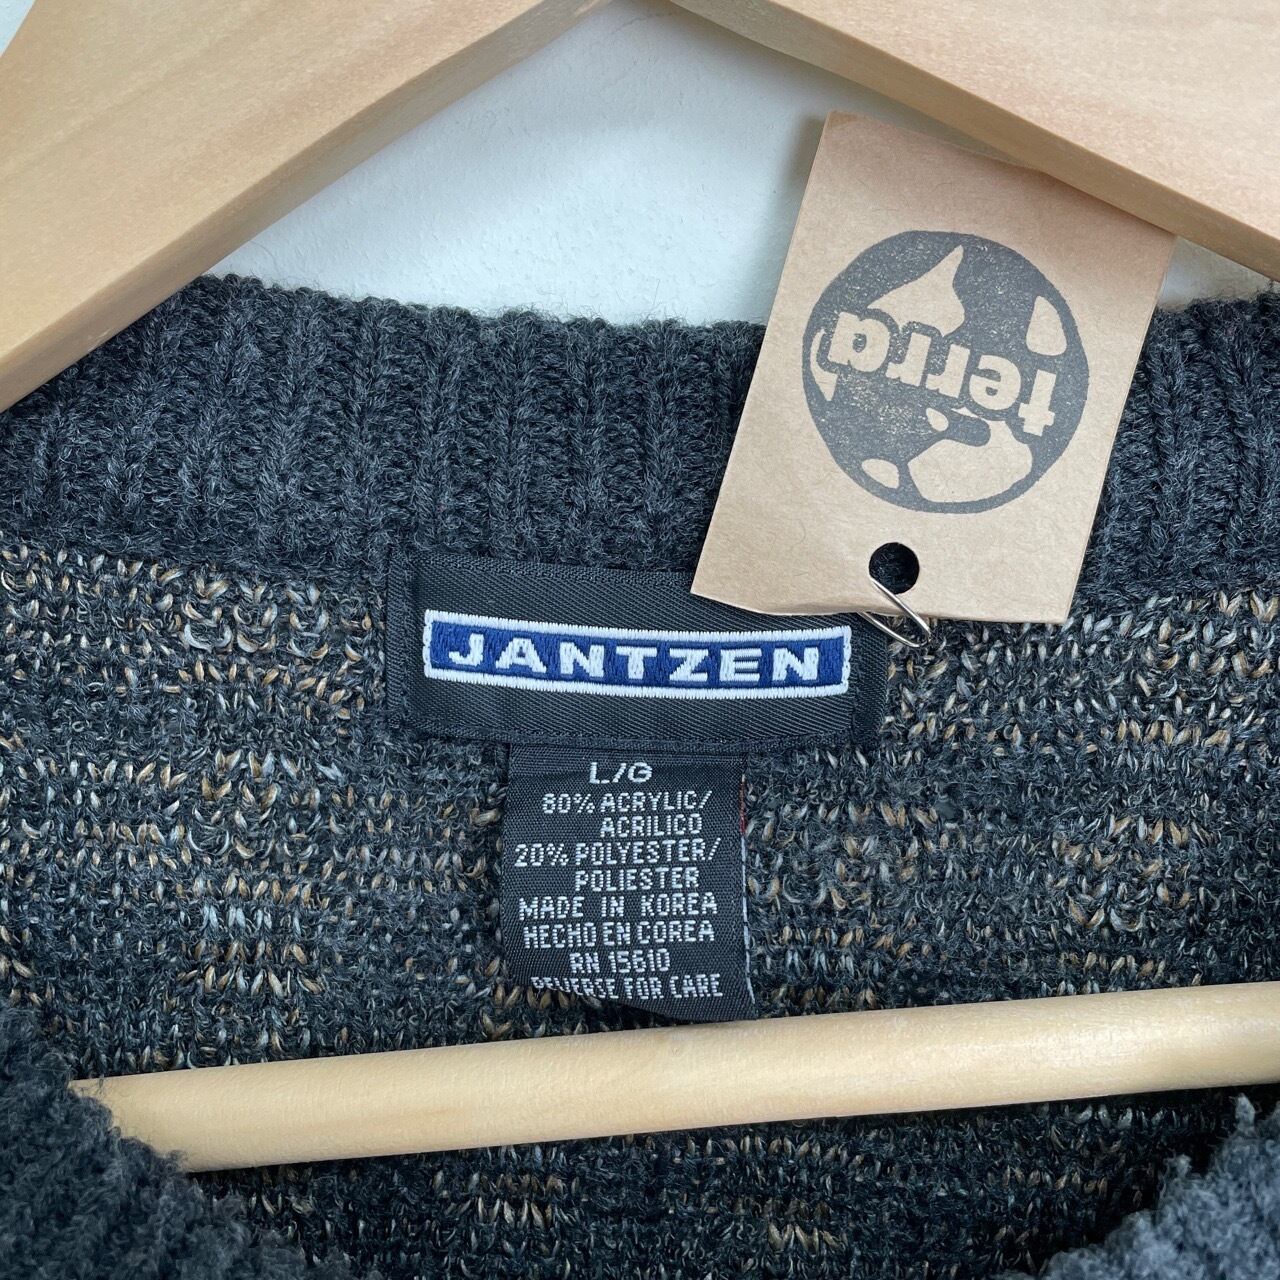 terra
JANTZEN
L/G
80% ACRYLIC/
ACRILICO
20% POLYESTER/
POLIESTER
MADE IN KOREA
HECHO EN COREA
RN 15610
REVERSE FOR CARE